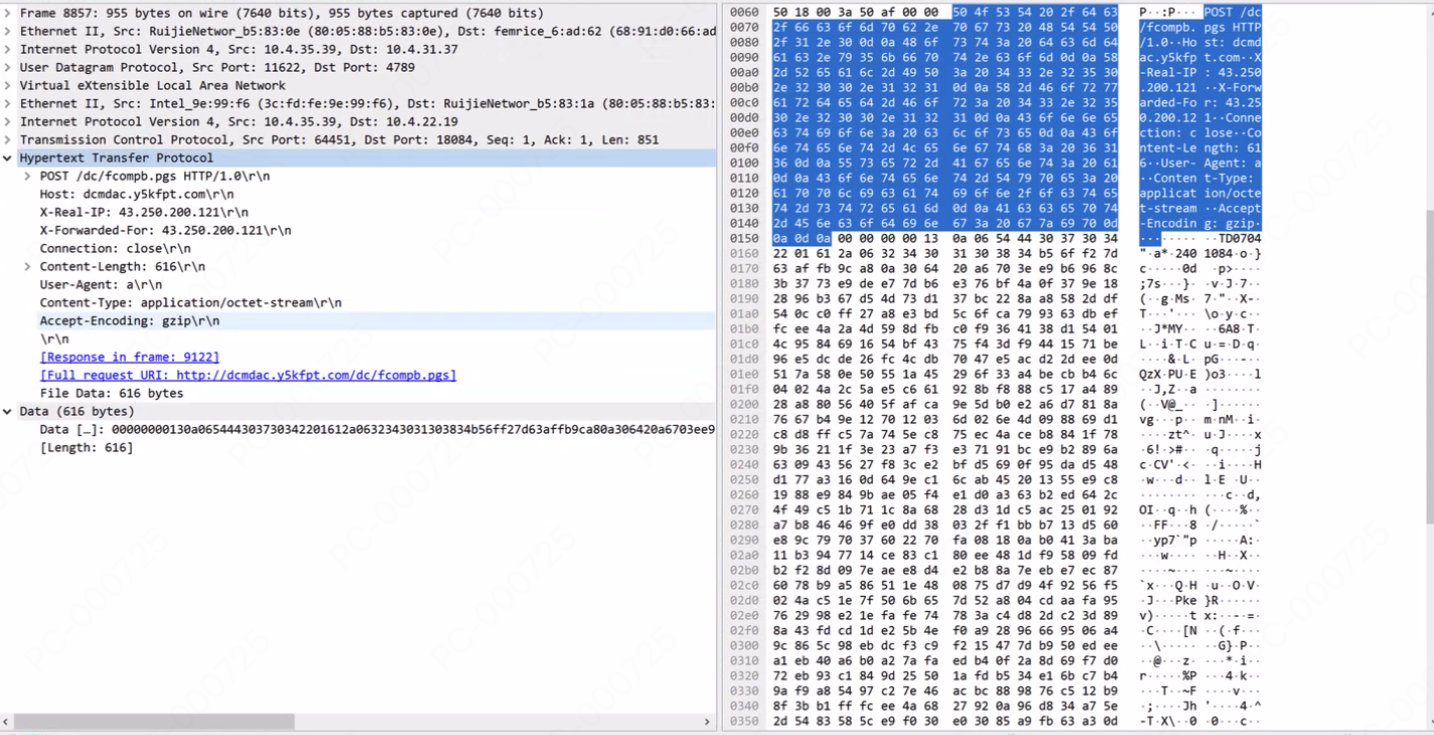 Frame 8857: 955 bytes on wire (7640 bits), 955 bytes captured (7640 bits)
Ethernet II, Src: RuijieNetwor_b5:83:0e (80:05:88:b5:83:0e), Dst: femrice_6:ad:62 (68:91:d0:66:ad
Internet Protocol Version 4, Src: 10.4.35.39, Dst: 10.4.31.37
User Datagram Protocol, Src Port: 11622, Dst Port: 4789
Virtual eXtensible Local Area Network
Ethernet II, Src: Intel_9e:99:f6 (3c:fd:fe:9e:99:f6), Dst: RuijieNetwor_b5:83:1a (80:05:88:b5:83:
Internet Protocol Version 4, Src: 10.4.35.39, Dst: 10.4.22.19
Transmission Control Protocol, Src Port: 64451, Dst Port: 18084, Seq: 1, Ack: 1, Len: 851
Hypertext Transfer Protocol
POST /dc/fcompb.pgs HTTP/1.0\r\n
Host: dcmdac.y5kfpt.com\r\n
X-Real-IP: 43.250.200.121\r\n
X-Forwarded-For: 43.250.200.121\r\n
Connection: close\r\n
Content-Length: 616\r\n
User-Agent: a\r\n
Content-Type: application/octet-stream\r\n
Accept-Encoding: gzip\r\n
\r\n
[Response in frame: 9122]
[Full request URI: http://dcmdac.y5kfpt.com/dc/fcompb.pgs]
File Data: 616 bytes
Data (616 bytes)
Data […]: 00000000130a065444303730342201612a0632343031303834b56ff27d63affb9ca80a306420a6703ee9
[Length: 616]
0060 50 18 00 3a 50 af 00 00 50 4f 53 54 20 2f 64 63 P··:P··· POST /dc
0070 2f 66 63 6f 6d 70 62 2e 70 67 73 20 48 54 54 50 /fcompb. pgs HTTP
0080 2f 31 2e 30 0d 0a 48 6f 73 74 3a 20 64 63 6d 64 /1.0··Ho st: dcmd
0090 61 63 2e 79 35 6b 66 70 74 2e 63 6f 6d 0d 0a 58 ac.y5kfp t.com··X
00a0 2d 52 65 61 6c 2d 49 50 3a 20 34 33 2e 32 35 30 -Real-IP : 43.250
00b0 2e 32 30 30 2e 31 32 31 0d 0a 58 2d 46 6f 72 77 .200.121 ··X-Forw
00c0 61 72 64 65 64 2d 46 6f 72 3a 20 34 33 2e 32 35 arded-Fo r: 43.25
00d0 30 2e 32 30 30 2e 31 32 31 0d 0a 43 6f 6e 6e 65 0.200.12 1··Conne
00e0 63 74 69 6f 6e 3a 20 63 6c 6f 73 65 0d 0a 43 6f ction: c lose··Co
00f0 6e 74 65 6e 74 2d 4c 65 6e 67 74 68 3a 20 36 31 ntent-Le ngth: 61
0100 36 0d 0a 55 73 65 72 2d 41 67 65 6e 74 3a 20 61 6··User- Agent: a
0110 0d 0a 43 6f 6e 74 65 6e 74 2d 54 79 70 65 3a 20 ··Conten t-Type:
0120 61 70 70 6c 69 63 61 74 69 6f 6e 2f 6f 63 74 65 applicat ion/octe
0130 74 2d 73 74 72 65 61 6d 0d 0a 41 63 63 65 70 74 t-stream ··Accept
0140 2d 45 6e 63 6f 64 69 6e 67 3a 20 67 7a 69 70 0d -Encodin g: gzip·
0150 0a 0d 0a 00 00 00 00 13 0a 06 54 44 30 37 30 34 ········ ··TD0704
0160 22 01 61 2a 06 32 34 30 31 30 38 34 b5 6f f2 7d "·a*·240 1084·o·}
0170 63 af fb 9c a8 0a 30 64 20 a6 70 3e e9 b6 96 8c c·····0d ·p>····
0180 3b 37 73 e9 de e7 7d b6 e3 76 bf 4a 0f 37 9e 18 ;7s···}· ·v·J·7··
0190 28 96 b3 67 d5 4d 73 d1 37 bc 22 8a a8 58 2d df (··g·Ms· 7·"··X-·
01a0 54 0c c0 ff 27 a8 e3 bd 5c 6f ca 79 93 63 db ef T···'··· \o·y·c··
01b0 fc ee 4a 2a 4d 59 8d fb c0 f9 36 41 38 d1 54 01 ··J*MY·· ··6A8·T·
01c0 4c 95 84 69 16 54 bf 43 75 f4 3d f9 44 15 71 be L··i·T·C u·=·D·q·
01d0 96 e5 dc de 26 fc 4c db 70 47 e5 ac d2 2d ee 0d ····&·L· pG···-··
01e0 51 7a 58 0e 50 55 1a 45 29 6f 33 a4 be cb b4 6c QzX·PU·E )o3····l
01f0 04 02 4a 2c 5a e5 c6 61 92 8b f8 88 c5 17 a4 89 ··J,Z··a ········
0200 28 a8 80 56 40 5f af ca 9e 5d b0 e2 a6 d7 81 8a (··V@_·· ·]······
0210 76 67 b4 9e 12 70 12 03 6d 02 6e 4d 09 88 69 d1 vg···p·· m·nM··i·
0220 c8 d8 ff c5 7a 74 5e c8 75 ec 4a ce b8 84 1f 78 ····zt^· u·J····x
0230 9b 36 21 1f 3e 23 a7 f3 e3 71 91 bc e9 b2 89 6a ·6!·>#·· ·q·····j
0240 63 09 43 56 27 f8 3c e2 bf d5 69 0f 95 da d5 48 c·CV'·<· ··i····H
0250 d1 77 a3 16 0d 64 9e c1 6c ab 45 20 13 55 e9 c8 ·w···d·· l·E ·U··
0260 19 88 e9 84 9b ae 05 f4 e1 d0 a3 63 b2 ed 64 2c ········ ···c··d,
0270 4f 49 c5 1b 71 1c 8a 68 28 d3 1d c5 ac 25 01 92 OI··q··h (····%··
0280 a7 b8 46 46 9f e0 dd 38 03 2f f1 bb b7 13 d5 60 ··FF···8 ·/·····`
0290 e8 9c 79 70 37 60 22 70 fa 08 18 0a b0 41 3a ba ··yp7`"p ·····A:·
02a0 11 b3 94 77 14 ce 83 c1 80 ee 48 1d f9 58 09 fd ···w···· ··H··X··
02b0 b2 f2 8d 09 7e ae e8 d4 e2 b8 8a 7e eb e7 ec 87 ····~··· ···~····
02c0 60 78 b9 a5 86 51 1e 48 08 75 d7 d9 4f 92 56 f5 `x···Q·H ·u··O·V·
02d0 02 4a c5 1e 7f 50 6b 65 7d 52 a8 04 cd aa fa 95 ·J···Pke }R······
02e0 76 29 98 e2 1e fa fe 74 78 3a c4 d8 2d c2 3d 89 v)·····t x:··-·=·
02f0 8a 43 fd cd 1d e2 5b 4e f0 a9 28 96 66 95 06 a4 ·C····[N ··(·f···
0300 9c 86 5c 98 eb dc f3 c9 f2 15 47 7d b9 50 ed ee ··\····· ··G}·P··
0310 a1 eb 40 a6 b0 a2 7a fa ed b4 0f 2a 8d 69 f7 d0 ··@···z· ···*·i··
0320 72 eb 93 c1 84 9d 25 50 1a fd b5 34 e1 6b c7 b4 r·····%P ···4·k··
0330 9a f9 a8 54 97 c2 7e 46 ac bc 88 98 76 c5 12 b9 ···T··~F ····v···
0340 8f 3b b1 ff fc ee 4a 68 27 92 0a 96 d8 34 a7 5e ·;····Jh '····4·^
0350 2d 54 83 58 5c e9 f0 30 e0 30 85 a9 fb 63 a3 0d -T·X\··0 ·0···c··
PC-000725